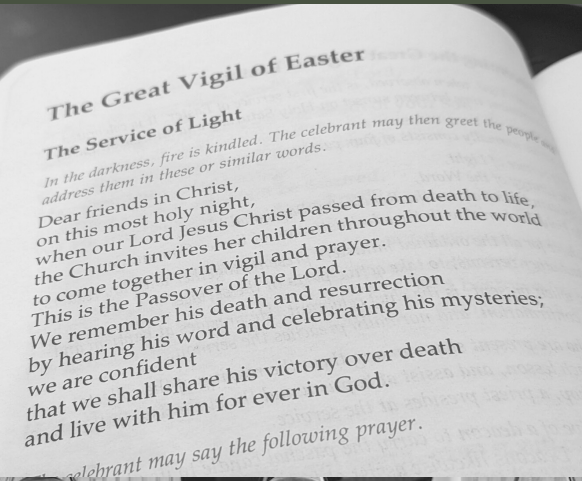 The Great Vigil of Easter
The Service of Light
In the darkness, fire is kindled. The celebrant may then greet the people
address them in these or similar words.
Dear friends in Christ,
on this most holy night,
when our Lord Jesus Christ passed from death to life,
the Church invites her children throughout the world
to come together in vigil and prayer.
This is the Passover of the Lord.
We remember his death and resurrection
by hearing his word and celebrating his mysteries;
we are confident
that we shall share his victory over death
and live with him for ever in God.
celebrant may say the following prayer.